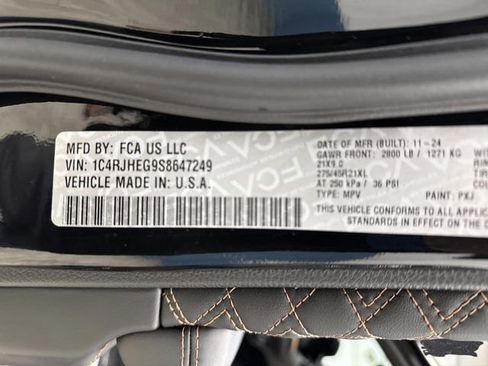 MFD BY: FCA US LLC
VIN: 1C4RJHEG9S8647249
VEHICLE MADE IN: U.S.A.
DATE OF MFR (BUILT): 11-24
GAWR FRONT: 2800 LB / 1271 KG
21X9.0
275/45R21XL
AT 250 kPa / 36 PSI
TYPE: MPV PAINT: PXJ
THIS VEHICLE CONFORMS TO ALL
STANDARDS IN EFFECT ON THE